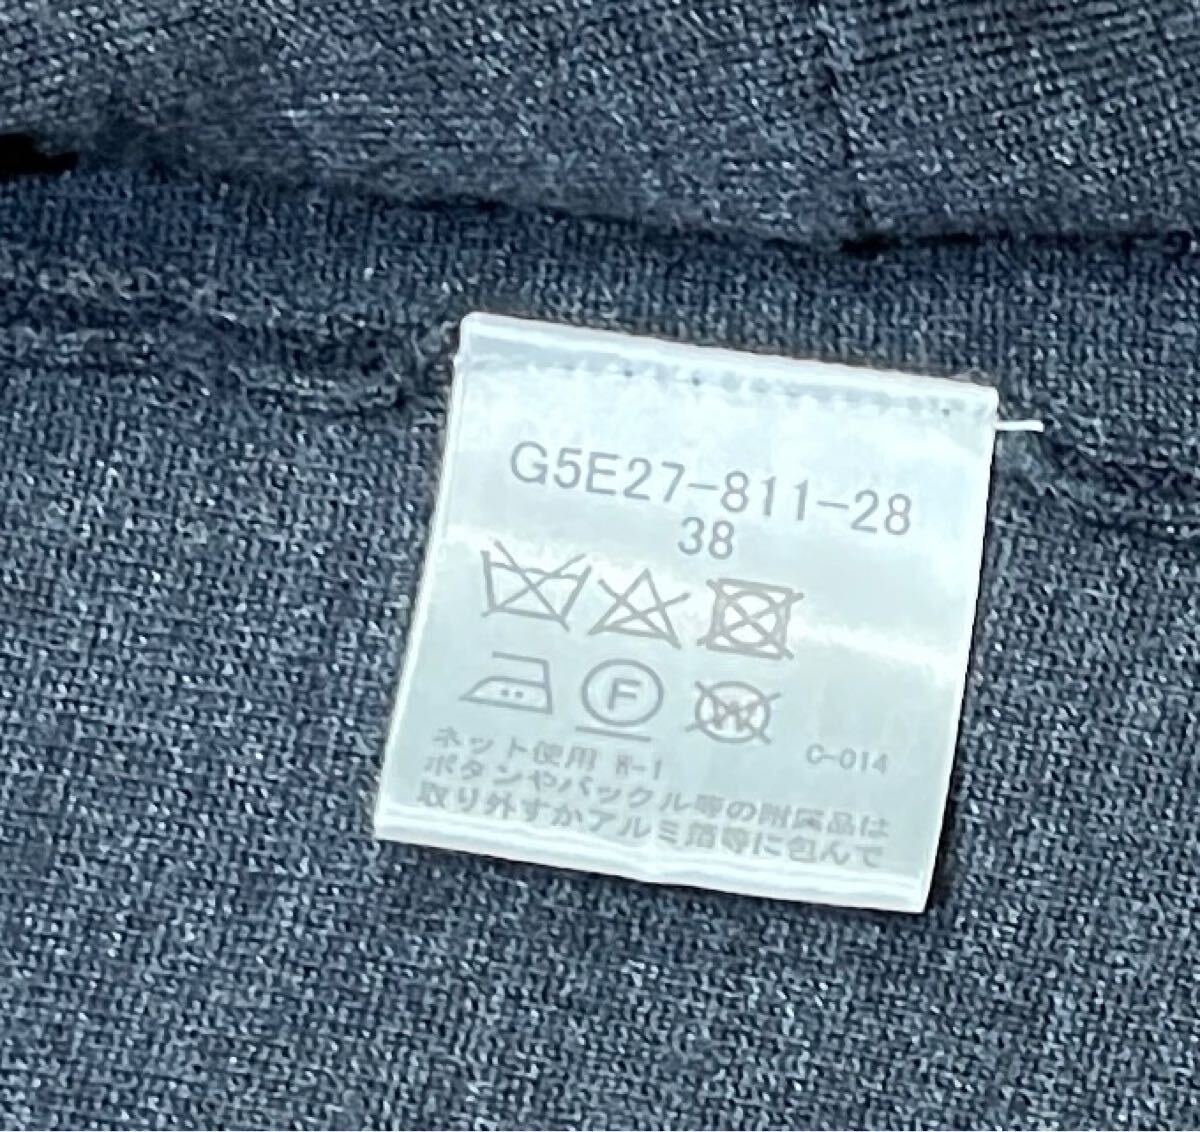 G5E27-811-28
38
F
W
ネット使用 W-1
C-014
ボタンやバックル等の附属品は
取り外すかアルミ箔等に包んで